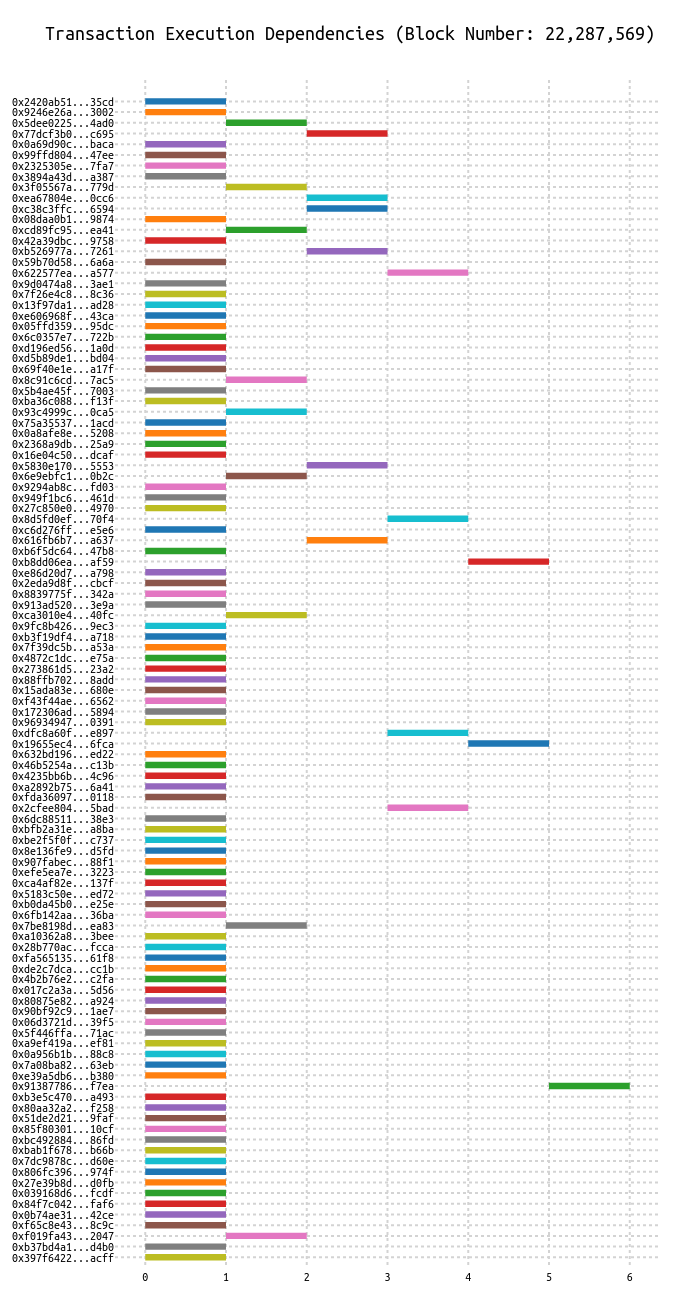 Transaction Execution Dependencies (Block Number: 22,287,569)
0x2420ab51...35cd
0x9246e26a...3002
0x5dee0225...4ad0
0x77dcf3b0...c695
0x0a69d90c...baca
0x99ffd804...47ee
0x2325305e...7fa7
0x3894a43d...a387
0x3f05567a...779d
0xea67804e...0cc6
0xc38c3ffc...6594
0x08daa0b1...9874
0xcd89fc95...ea41
0x42a39dbc...9758
0xb526977a...7261
0x59b70d58...6a6a
0x622577ea...a577
0x9d0474a8...3ae1
0x7f26e4c8...8c36
0x13f97da1...ad28
0xe606968f...43ca
0x05ffd359...95dc
0x6c0357e7...722b
0xd196ed56...1a0d
0xd5b89de1...bd04
0x69f40e1e...a17f
0x8c91c6cd...7ac5
0x5b4ae45f...7003
0xba36c088...f13f
0x93c4999c...0ca5
0x75a35537...1acd
0x0a8afe8e...5208
0x2368a9db...25a9
0x16e04c50...dcaf
0x5830e170...5553
0x6e9ebfc1...0b2c
0x9294ab8c...fd03
0x949f1bc6...461d
0x27c850e0...4970
0x8d5fd0ef...70f4
0xc6d276ff...e5e6
0x616fb6b7...a637
0xb6f5dc64...47b8
0xb8dd06ea...af59
0xe86d20d7...a798
0x2eda9d8f...cbcf
0x8839775f...342a
0x913ad520...3e9a
0xca3010e4...40fc
0x9fc8b426...9ec3
0xb3f19df4...a718
0x7f39dc5b...a53a
0x4872c1dc...e75a
0x273861d5...23a2
0x88ffb702...8add
0x15ada83e...680e
0xf43f44ae...6562
0x172306ad...5894
0x96934947...0391
0xdfc8a60f...e897
0x19655ec4...6fca
0x632bd196...ed22
0x46b5254a...c13b
0x4235bb6b...4c96
0xa2892b75...6a41
0xfda36097...0118
0x2cfee804...5bad
0x6dc88511...38e3
0xbfb2a31e...a8ba
0xbe2f5f0f...c737
0x8e136fe9...d5fd
0x907fabec...88f1
0xefe5ea7e...3223
0xca4af82e...137f
0x5183c50e...ed72
0xb0da45b0...e25e
0x6fb142aa...36ba
0x7be8198d...ea83
0xa10362a8...3bee
0x28b770ac...fcca
0xfa565135...61f8
0xde2c7dca...cc1b
0x4b2b76e2...c2fa
0x017c2a3a...5d56
0x80875e82...a924
0x90bf92c9...1ae7
0x06d3721d...39f5
0x5f446ffa...71ac
0xa9ef419a...ef81
0x0a956b1b...88c8
0x7a08ba82...63eb
0xe39a5db6...b380
0x91387786...f7ea
0xb3e5c470...a493
0x80aa32a2...f258
0x51de2d21...9faf
0x85f80301...10cf
0xbc492884...86fd
0xbab1f678...b66b
0x7dc9878c...d60e
0x806fc396...974f
0x27e39b8d...d0fb
0x039168d6...fcdf
0x84f7c042...faf6
0x0b74ae31...42ce
0xf65c8e43...8c9c
0xf019fa43...2047
0xb37bd4a1...d4b0
0x397f6422...acff
0 1 2 3 4 5 6